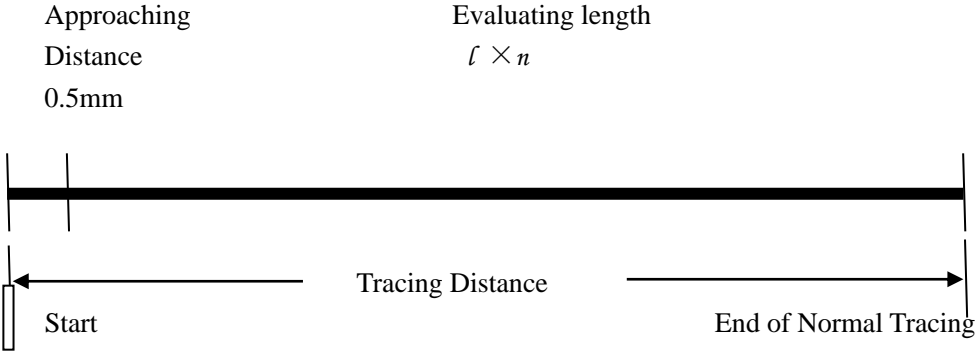 Approaching
Distance
0.5mm
Evaluating length
l × n
Tracing Distance
Start
End of Normal Tracing